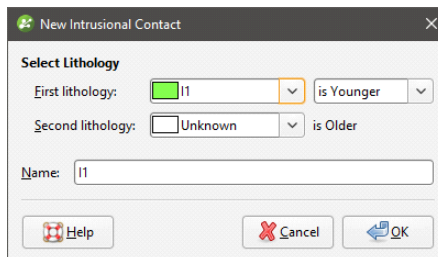 New Intrusional Contact
Select Lithology
First lithology: I1 is Younger
Second lithology: Unknown is Older
Name: I1
Help Cancel OK